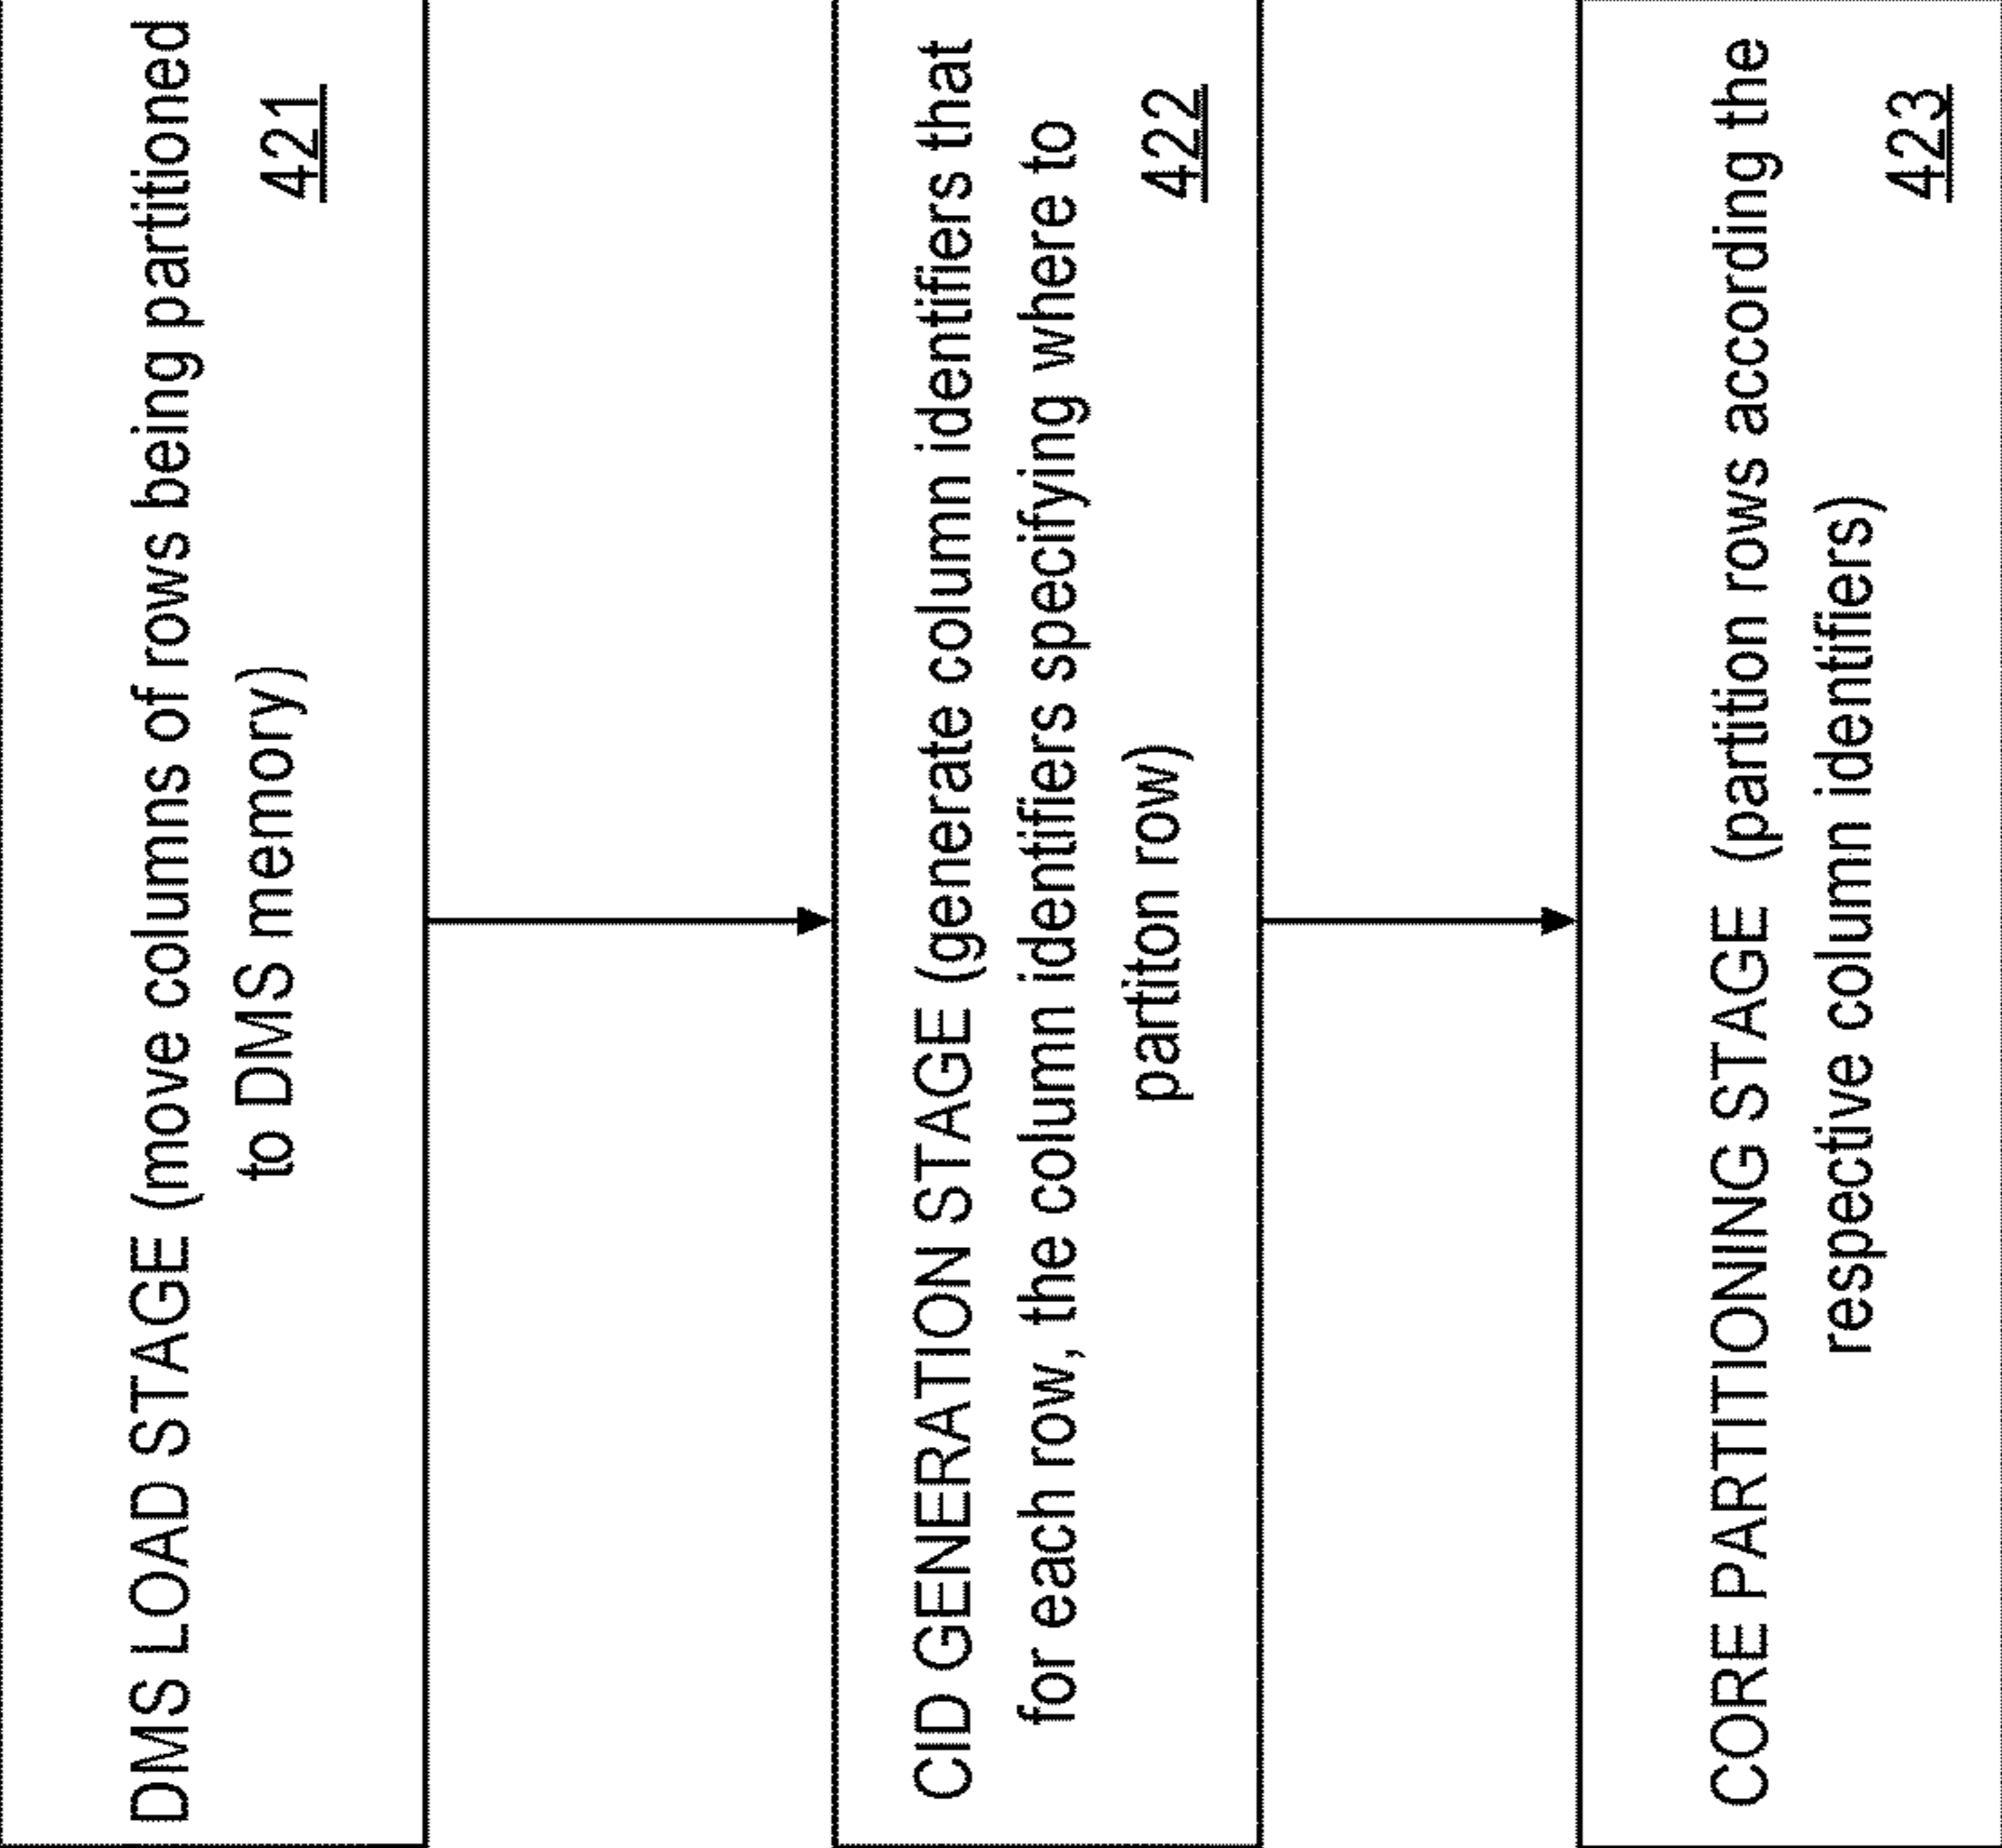 DMS LOAD STAGE (move columns of rows being partitioned
to DMS memory)
421
CID GENERATION STAGE (generate column identifiers that
for each row, the column identifiers specifying where to
partiton row)
422
CORE PARTITIONING STAGE (partition rows according the
respective column identifiers)
423